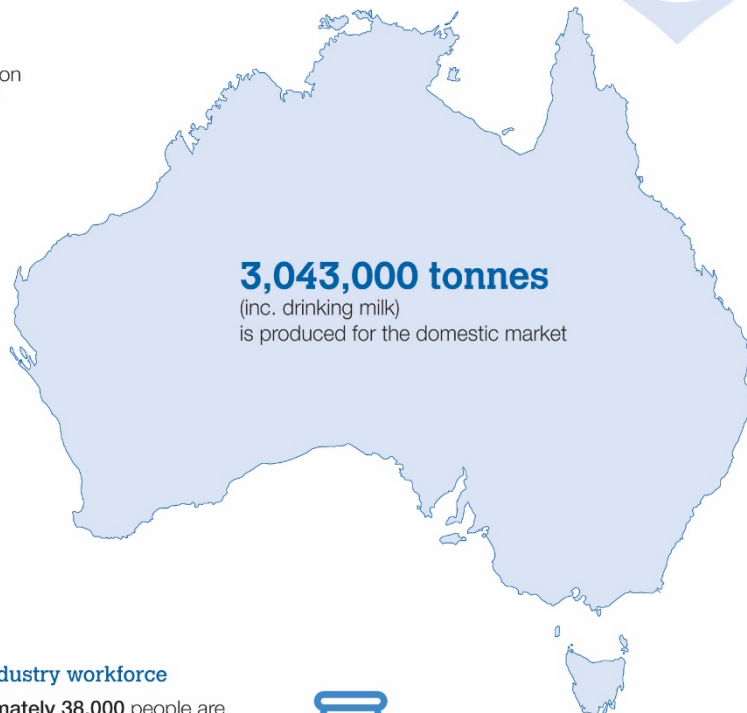 on
3,043,000 tonnes
(inc. drinking milk)
is produced for the domestic market
dustry workforce
mately 38,000 people are